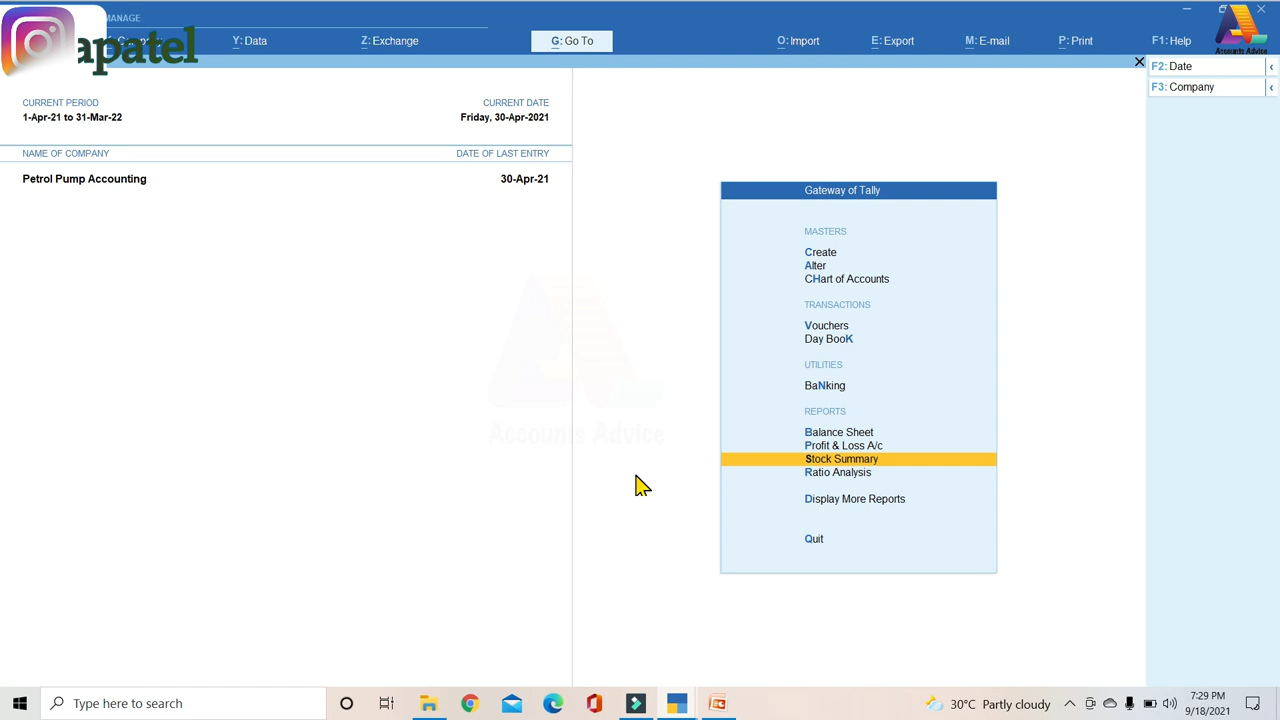 MANAGE
apatel
Y: Data
Z: Exchange
G: Go To
O: Import
E: Export
M: E-mail
P: Print
F1: Help
Accounts Advice
F2: Date
F3: Company
CURRENT PERIOD
1-Apr-21 to 31-Mar-22
CURRENT DATE
Friday, 30-Apr-2021
NAME OF COMPANY
DATE OF LAST ENTRY
Petrol Pump Accounting
30-Apr-21
Gateway of Tally
MASTERS
Create
Alter
CHart of Accounts
TRANSACTIONS
Vouchers
Day BooK
UTILITIES
BaNking
REPORTS
Balance Sheet
Profit & Loss A/c
Stock Summary
Ratio Analysis
Display More Reports
Quit
Accounts Advice
Type here to search
30°C Partly cloudy
7:29 PM
9/18/2021